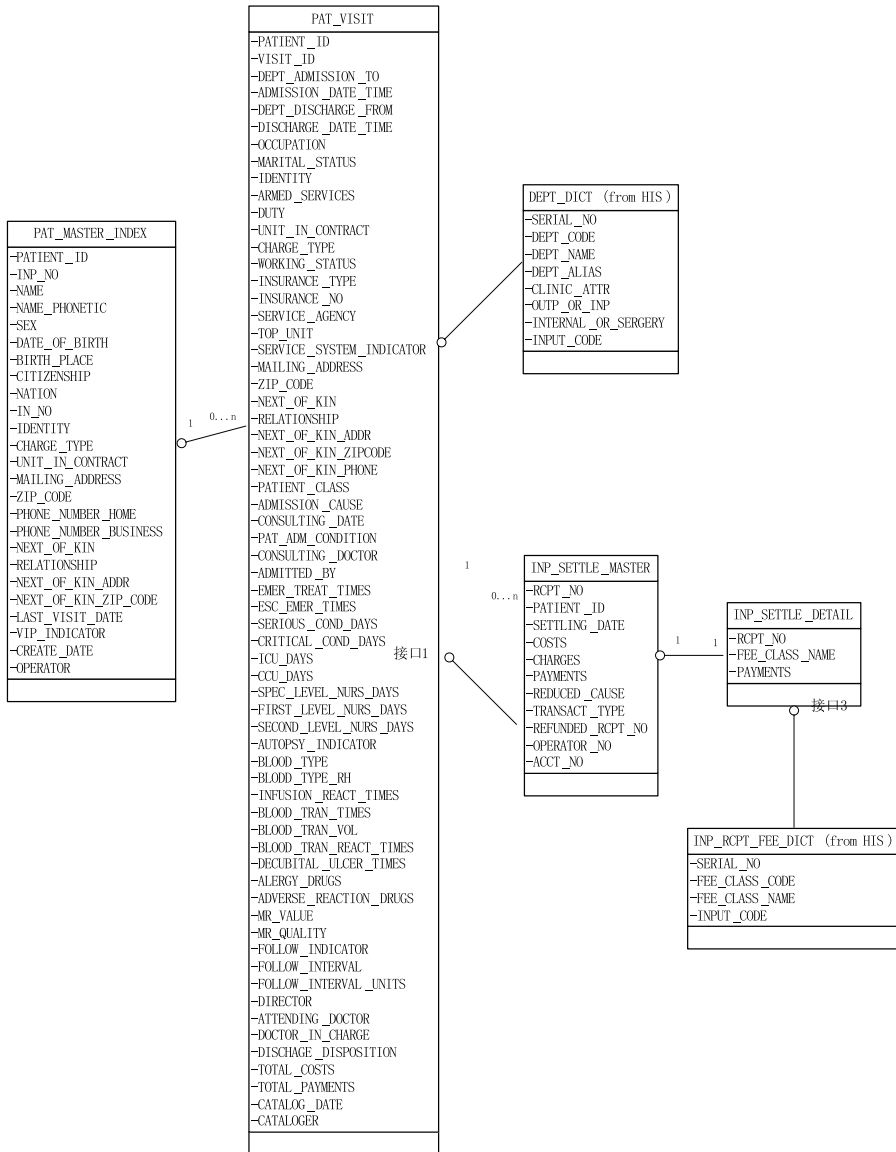 PAT_VISIT
-PATIENT_ID
-VISIT_ID
-DEPT_ADMISSION_TO
-ADMISSION_DATE_TIME
-DEPT_DISCHARGE_FROM
-DISCHARGE_DATE_TIME
-OCCUPATION
-MARITAL_STATUS
-IDENTITY
-ARMED_SERVICES
-DUTY
-UNIT_IN_CONTRACT
-CHARGE_TYPE
-WORKING_STATUS
-INSURANCE_TYPE
-INSURANCE_NO
-SERVICE_AGENCY
-TOP_UNIT
-SERVICE_SYSTEM_INDICATOR
-MAILING_ADDRESS
-ZIP_CODE
-NEXT_OF_KIN
-RELATIONSHIP
-NEXT_OF_KIN_ADDR
-NEXT_OF_KIN_ZIPCODE
-NEXT_OF_KIN_PHONE
-PATIENT_CLASS
-ADMISSION_CAUSE
-CONSULTING_DATE
-PAT_ADM_CONDITION
-CONSULTING_DOCTOR
-ADMITTED_BY
-EMER_TREAT_TIMES
-ESC_EMER_TIMES
-SERIOUS_COND_DAYS
-CRITICAL_COND_DAYS
-ICU_DAYS
-CCU_DAYS
-SPEC_LEVEL_NURS_DAYS
-FIRST_LEVEL_NURS_DAYS
-SECOND_LEVEL_NURS_DAYS
-AUTOPSY_INDICATOR
-BLOOD_TYPE
-BLODD_TYPE_RH
-INFUSION_REACT_TIMES
-BLOOD_TRAN_TIMES
-BLOOD_TRAN_VOL
-BLOOD_TRAN_REACT_TIMES
-DECUBITAL_ULCER_TIMES
-ALERGY_DRUGS
-ADVERSE_REACTION_DRUGS
-MR_VALUE
-MR_QUALITY
-FOLLOW_INDICATOR
-FOLLOW_INTERVAL
-FOLLOW_INTERVAL_UNITS
-DIRECTOR
-ATTENDING_DOCTOR
-DOCTOR_IN_CHARGE
-DISCHAGE_DISPOSITION
-TOTAL_COSTS
-TOTAL_PAYMENTS
-CATALOG_DATE
-CATALOGER
PAT_MASTER_INDEX
-PATIENT_ID
-INP_NO
-NAME
-NAME_PHONETIC
-SEX
-DATE_OF_BIRTH
-BIRTH_PLACE
-CITIZENSHIP
-NATION
-IN_NO
-IDENTITY
-CHARGE_TYPE
-UNIT_IN_CONTRACT
-MAILING_ADDRESS
-ZIP_CODE
-PHONE_NUMBER_HOME
-PHONE_NUMBER_BUSINESS
-NEXT_OF_KIN
-RELATIONSHIP
-NEXT_OF_KIN_ADDR
-NEXT_OF_KIN_ZIP_CODE
-LAST_VISIT_DATE
-VIP_INDICATOR
-CREATE_DATE
-OPERATOR
1
0...n
DEPT_DICT (from HIS)
-SERIAL_NO
-DEPT_CODE
-DEPT_NAME
-DEPT_ALIAS
-CLINIC_ATTR
-OUTP_OR_INP
-INTERNAL_OR_SERGERY
-INPUT_CODE
1
0...n
接口1
INP_SETTLE_MASTER
-RCPT_NO
-PATIENT_ID
-SETTLING_DATE
-COSTS
-CHARGES
-PAYMENTS
-REDUCED_CAUSE
-TRANSACT_TYPE
-REFUNDED_RCPT_NO
-OPERATOR_NO
-ACCT_NO
1
1
INP_SETTLE_DETAIL
-RCPT_NO
-FEE_CLASS_NAME
-PAYMENTS
接口3
INP_RCPT_FEE_DICT (from HIS)
-SERIAL_NO
-FEE_CLASS_CODE
-FEE_CLASS_NAME
-INPUT_CODE